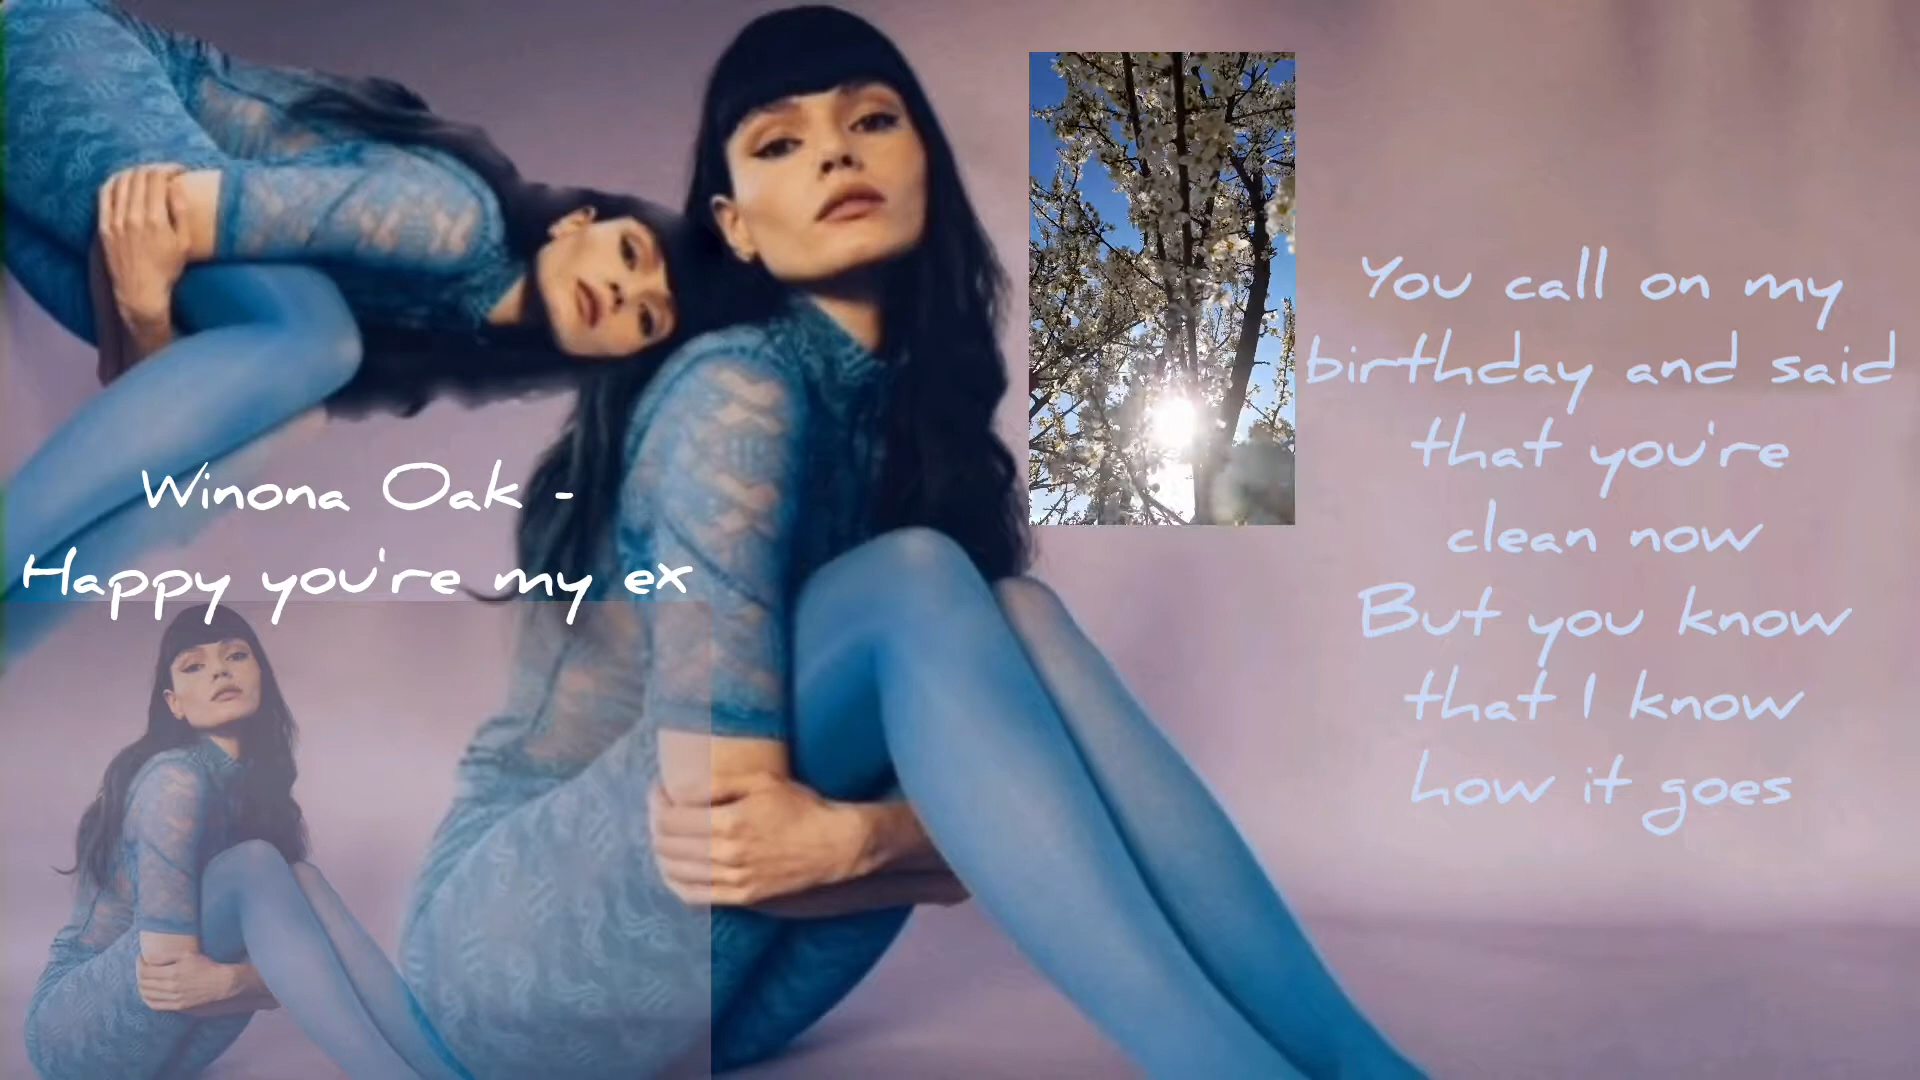 Winona Oak -
Happy you're my ex
You call on my
birthday and said
that you're
clean now
But you know
that I know
how it goes